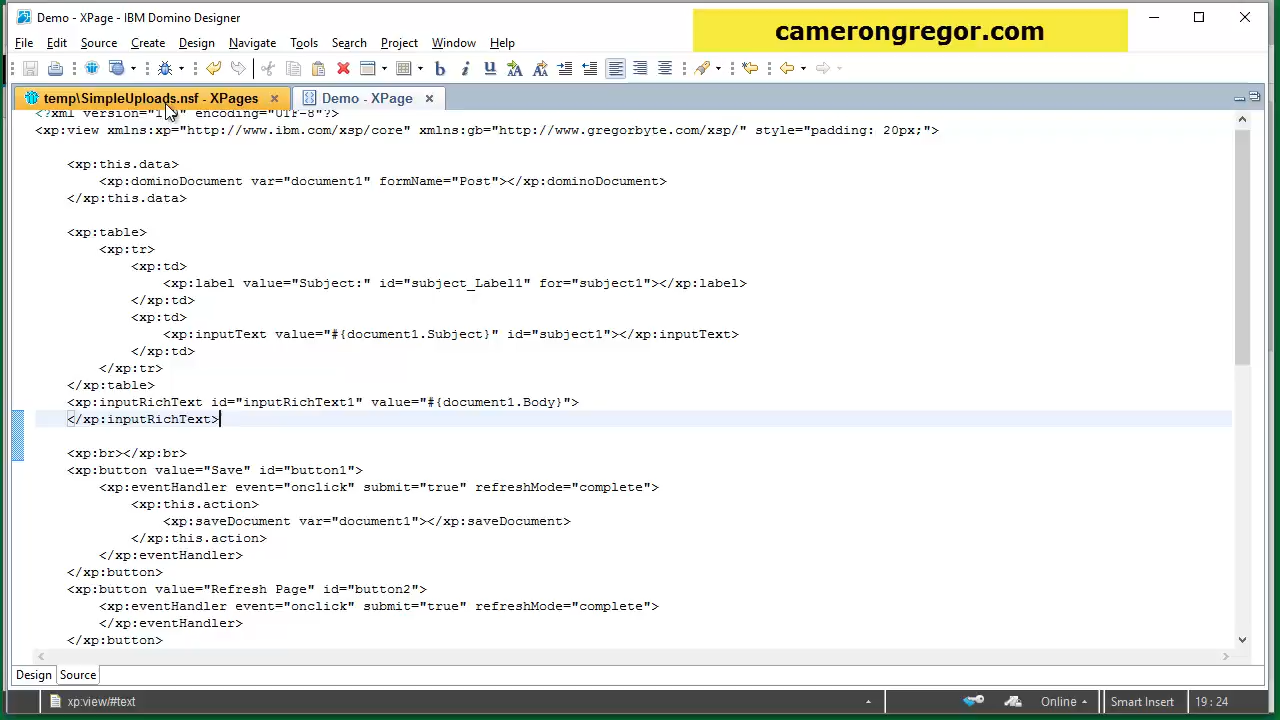 Demo - XPage - IBM Domino Designer
camerongregor.com
File Edit Source Create Design Navigate Tools Search Project Window Help
temp\SimpleUploads.nsf - XPages
Demo - XPage
<?xml version="1.0" encoding="UTF-8"?>
<xp:view xmlns:xp="http://www.ibm.com/xsp/core" xmlns:gb="http://www.gregorbyte.com/xsp/" style="padding: 20px;">
<xp:this.data>
<xp:dominoDocument var="document1" formName="Post"></xp:dominoDocument>
</xp:this.data>
<xp:table>
<xp:tr>
<xp:td>
<xp:label value="Subject:" id="subject_Label1" for="subject1"></xp:label>
</xp:td>
<xp:td>
<xp:inputText value="#{document1.Subject}" id="subject1"></xp:inputText>
</xp:td>
</xp:tr>
</xp:table>
<xp:inputRichText id="inputRichText1" value="#{document1.Body}">
</xp:inputRichText>
<xp:br></xp:br>
<xp:button value="Save" id="button1">
<xp:eventHandler event="onclick" submit="true" refreshMode="complete">
<xp:this.action>
<xp:saveDocument var="document1"></xp:saveDocument>
</xp:this.action>
</xp:eventHandler>
</xp:button>
<xp:button value="Refresh Page" id="button2">
<xp:eventHandler event="onclick" submit="true" refreshMode="complete">
</xp:eventHandler>
</xp:button>
Design Source
xp:view/#text
Online
Smart Insert
19 : 24